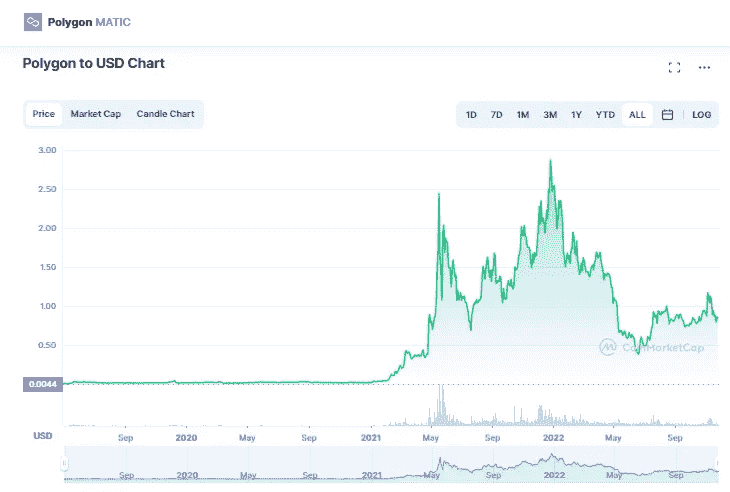 Polygon MATIC
Polygon to USD Chart
Price Market Cap Candle Chart
1D 7D 1M 3M 1Y YTD ALL LOG
3.00
2.50
2.00
1.50
1.00
0.50
CoinMarketCap
0.0044
USD
Sep 2020 May Sep 2021 May Sep 2022 May Sep
Sep 2020 May Sep 2021 May Sep 2022 May Sep